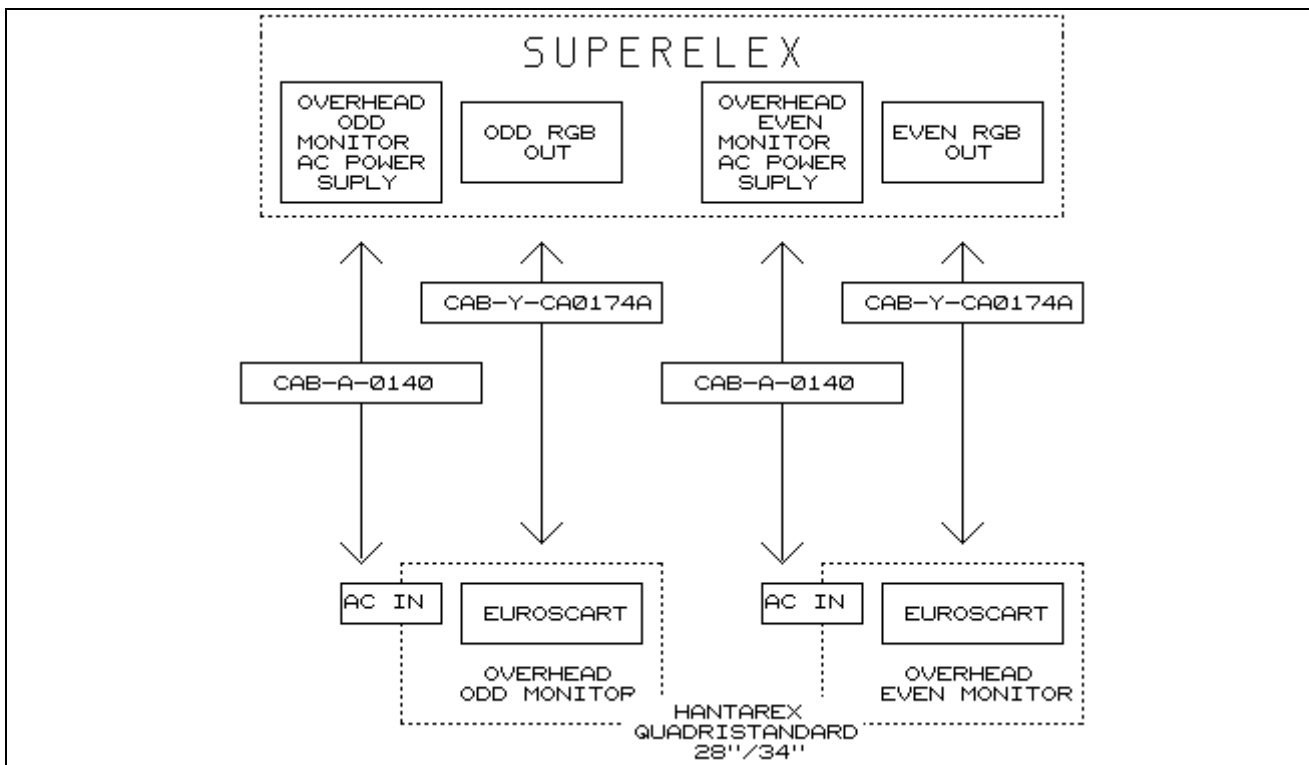 SUPERELEX
OVERHEAD
ODD
MONITOR
AC POWER
SUPLY
ODD RGB
OUT
OVERHEAD
EVEN
MONITOR
AC POWER
SUPLY
EVEN RGB
OUT
CAB-Y-CA0174A
CAB-Y-CA0174A
CAB-A-0140
CAB-A-0140
AC IN
EUROSCART
AC IN
EUROSCART
OVERHEAD
ODD MONITOP
OVERHEAD
EVEN MONITOR
HANTAREX
QUADRISTANDARD
28"/34"